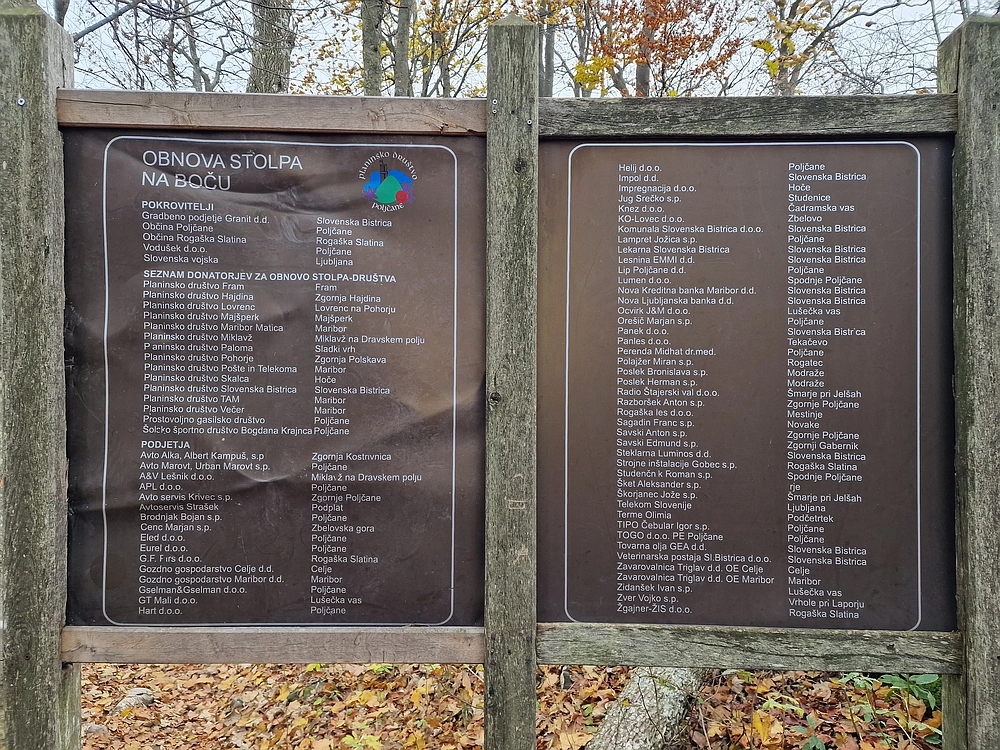 OBNOVA STOLPA
NA BOČU
planinsko društvo
Poljčane
POKROVITELJI
Gradbeno podjetje Granit d.d. Slovenska Bistrica
Občina Poljčane Poljčane
Občina Rogaška Slatina Rogaška Slatina
Vodušek d.o.o. Poljčane
Slovenska vojska Ljubljana
SEZNAM DONATORJEV ZA OBNOVO STOLPA-DRUŠTVA
Planinsko društvo Fram Fram
Planinsko društvo Hajdina Zgornja Hajdina
Planinsko društvo Lovrenc Lovrenc na Pohorju
Planinsko društvo Majšperk Majšperk
Planinsko društvo Maribor Matica Maribor
Planinsko društvo Miklavž Miklavž na Dravskem polju
Planinsko društvo Paloma Sladki vrh
Planinsko društvo Pohorje Zgornja Polskava
Planinsko društvo Pošte in Telekoma Maribor
Planinsko društvo Skalca Hoče
Planinsko društvo Slovenska Bistrica Slovenska Bistrica
Planinsko društvo TAM Maribor
Planinsko društvo Večer Maribor
Prostovoljno gasilsko društvo Poljčane
Šolsko športno društvo Bogdana Krajnca Poljčane
PODJETJA
Avto Alka, Albert Kampuš, s.p Zgornja Kostrivnica
Avto Marovt, Urban Marovt s.p. Poljčane
A&V Lešnik d.o.o. Miklavž na Dravskem polju
APL d.o.o. Poljčane
Avto servis Krivec s.p. Zgornje Poljčane
Avtoservis Strašek Podplat
Brodnjak Bojan s.p. Poljčane
Cenc Marjan s.p. Zbelovska gora
Eled d.o.o. Poljčane
Eurel d.o.o. Poljčane
G.F. Firs d.o.o. Rogaška Slatina
Gozdno gospodarstvo Celje d.d. Celje
Gozdno gospodarstvo Maribor d.d. Maribor
Gselman&Gselman d.o.o. Poljčane
GT Mali d.o.o. Lušečka vas
Hart d.o.o. Poljčane
Helij d.o.o. Poljčane
Impol d.d. Slovenska Bistrica
Impregnacija d.o.o. Hoče
Jug Srečko s.p. Studenice
Knez d.o.o. Čadramska vas
KO-Lovec d.o.o. Zbelovo
Komunala Slovenska Bistrica d.o.o. Slovenska Bistrica
Lampret Jožica s.p. Poljčane
Lekarna Slovenska Bistrica Slovenska Bistrica
Lesnina EMMI d.d. Slovenska Bistrica
Lip Poljčane d.d. Poljčane
Lumen d.o.o. Spodnje Poljčane
Nova Kreditna banka Maribor d.d. Slovenska Bistrica
Nova Ljubljanska banka d.d. Slovenska Bistrica
Ocvirk J&M d.o.o. Lušečka vas
Orešič Marjan s.p. Poljčane
Panek d.o.o. Slovenska Bistrica
Panles d.o.o. Tekačevo
Perenda Midhat dr.med. Poljčane
Polajžer Miran s.p. Rogatec
Poslek Bronislava s.p. Modraže
Poslek Herman s.p. Modraže
Radio Štajerski val d.o.o. Šmarje pri Jelšah
Razboršek Anton s.p. Zgornje Poljčane
Rogaška les d.o.o. Mestinje
Sagadin Franc s.p. Novake
Savski Anton s.p. Zgornje Poljčane
Savski Edmund s.p. Zgornji Gabernik
Steklarna Luminos d.d. Slovenska Bistrica
Strojne inštalacije Gobec s.p. Rogaška Slatina
Studenčnik Roman s.p. Spodnje Poljčane
Šket Aleksander s.p. rje
Škorjanec Jože s.p. Šmarje pri Jelšah
Telekom Slovenije Ljubljana
Terme Olimia Podčetrtek
TIPO Čebular Igor s.p. Poljčane
TOGO d.o.o. PE Poljčane Poljčane
Tovarna olja GEA d.d. Slovenska Bistrica
Veterinarska postaja Sl.Bistrica d.o.o. Slovenska Bistrica
Zavarovalnica Triglav d.d. OE Celje Celje
Zavarovalnica Triglav d.d. OE Maribor Maribor
Zidanšek Ivan s.p. Lušečka vas
Zver Vojko s.p. Vrhole pri Laporju
Žgajner-ŽIS d.o.o. Rogaška Slatina